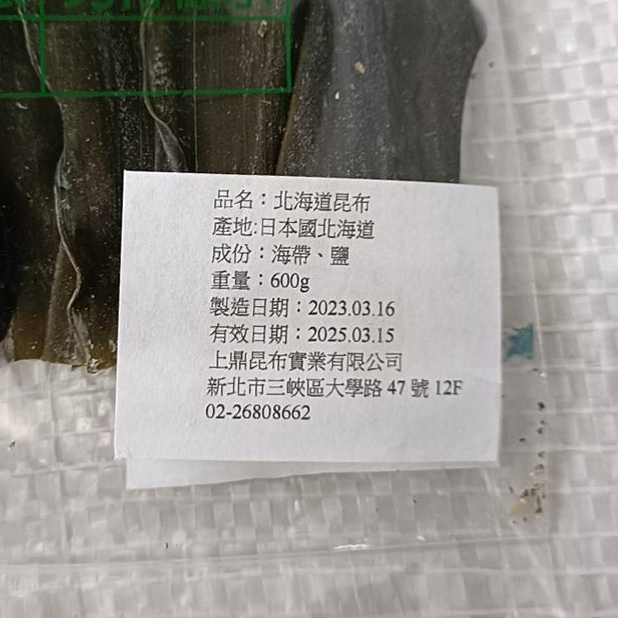 品名：北海道昆布
產地:日本國北海道
成份：海帶、鹽
重量：600g
製造日期：2023.03.16
有效日期：2025.03.15
上鼎昆布實業有限公司
新北市三峽區大學路 47 號 12F
02-26808662